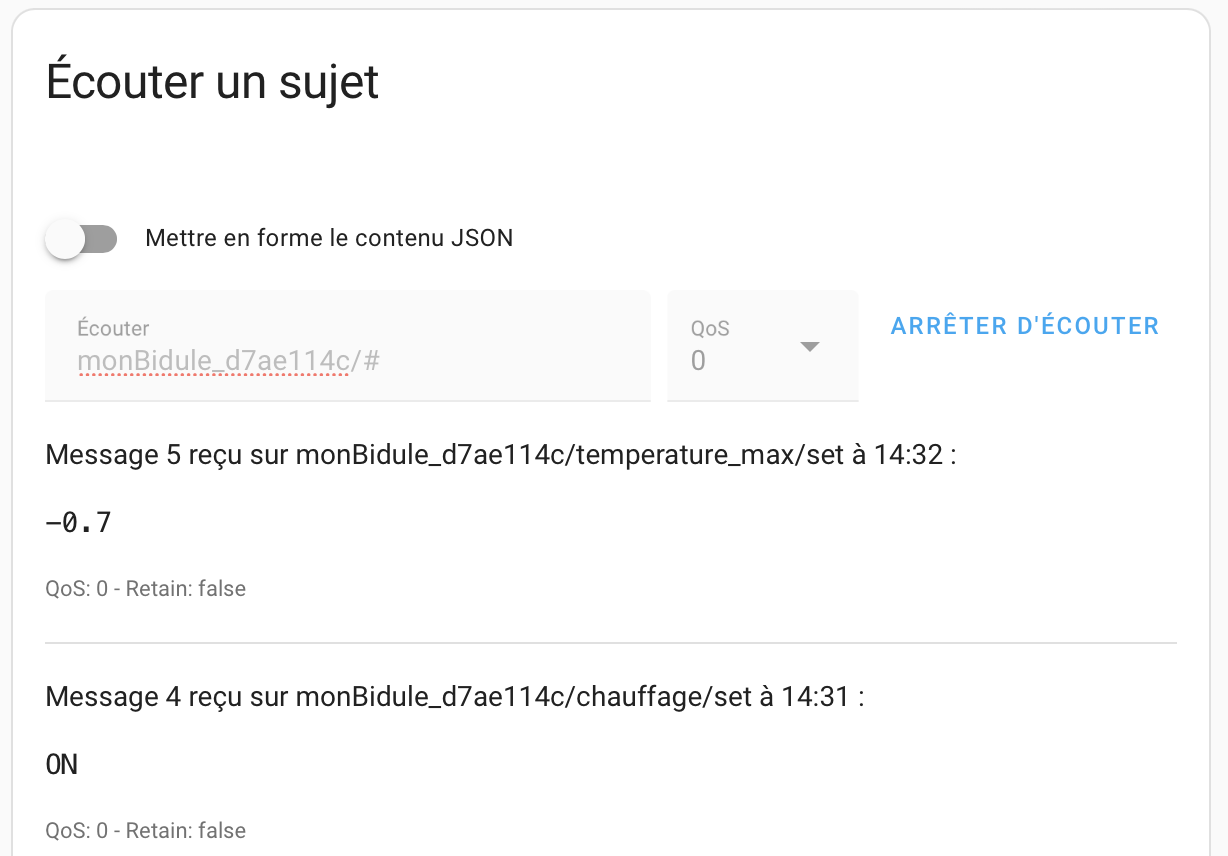 Écouter un sujet
Mettre en forme le contenu JSON
Écouter
monBidule_d7ae114c/#
QoS
0
ARRÊTER D'ÉCOUTER
Message 5 reçu sur monBidule_d7ae114c/temperature_max/set à 14:32 :
−0.7
QoS: 0 - Retain: false
Message 4 reçu sur monBidule_d7ae114c/chauffage/set à 14:31 :
ON
QoS: 0 - Retain: false